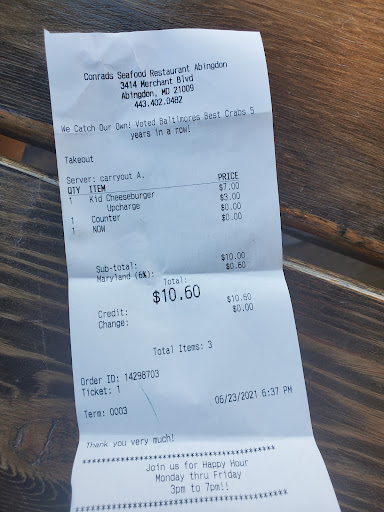 Conrads Seafood Restaurant Abingdon
3414 Merchant Blvd
Abingdon, MD 21009
443.402.0482
We Catch Our Own! Voted Baltimores Best Crabs 5
years in a row!
Takeout
Server: carryout A.
QTY ITEM PRICE
1 Kid Cheeseburger $7.00
Upcharge $3.00
1 Counter $0.00
1 NOW $0.00
Sub-total: $10.00
Maryland (6%): $0.60
Total:
$10.60
Credit: $10.60
Change: $0.00
Total Items: 3
Order ID: 14298703
Ticket: 1
06/23/2021 6:37 PM
Term: 0003
Thank you very much!
****************************************
Join us for Happy Hour
Monday thru Friday
3pm to 7pm!!
****************************************